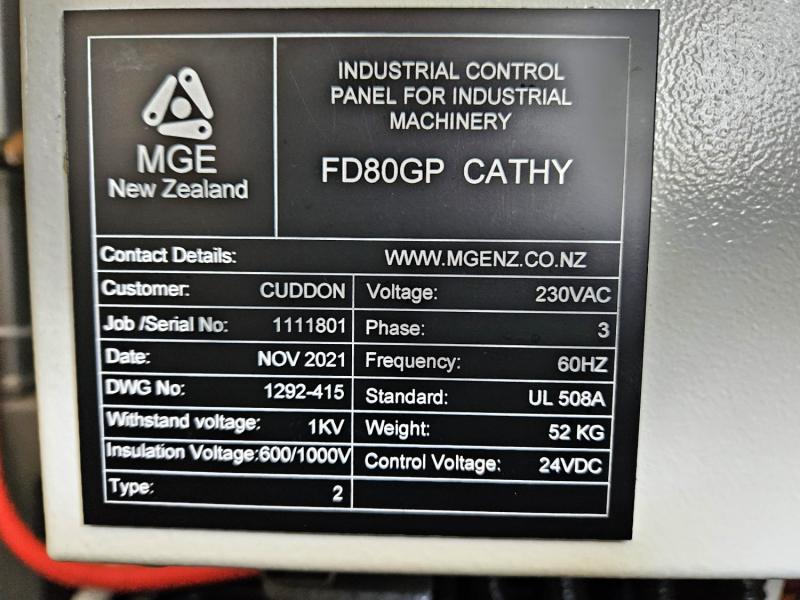 MGE
New Zealand
INDUSTRIAL CONTROL
PANEL FOR INDUSTRIAL
MACHINERY
FD80GP CATHY
Contact Details: WWW.MGENZ.CO.NZ
Customer: CUDDON
Voltage: 230VAC
Job /Serial No: 1111801
Phase: 3
Date: NOV 2021
Frequency: 60HZ
DWG No: 1292-415
Standard: UL 508A
Withstand voltage: 1KV
Weight: 52 KG
Insulation Voltage:600/1000V
Control Voltage: 24VDC
Type: 2